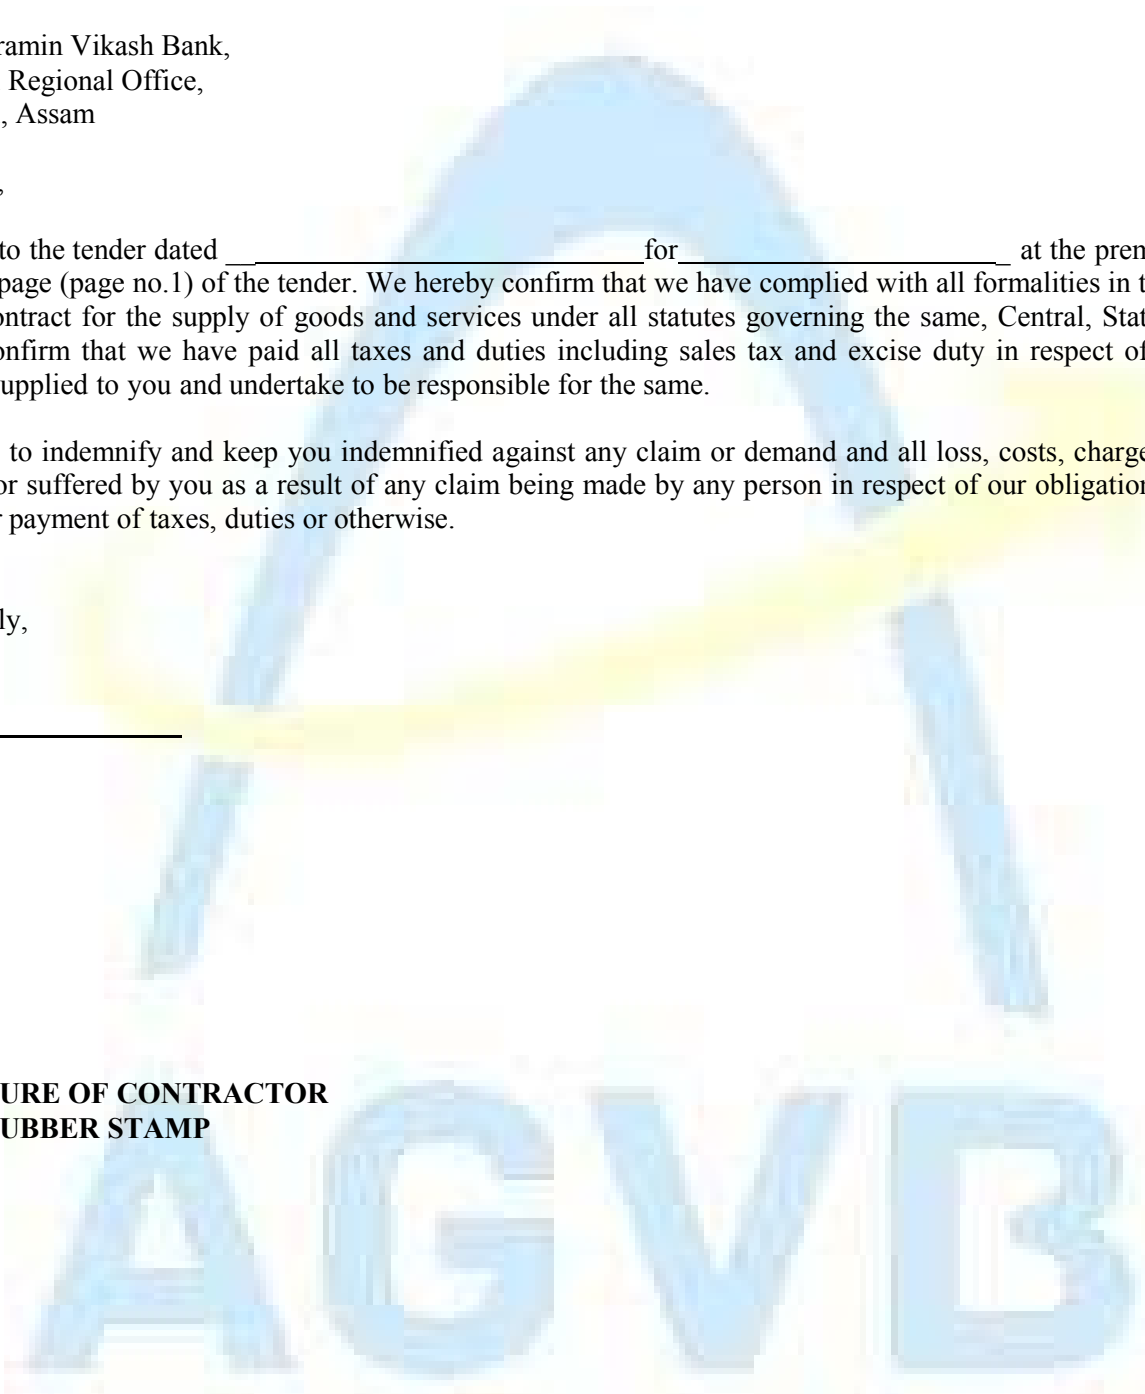 ramin Vikash Bank,
Regional Office,
, Assam
,
to the tender dated __ for _ at the pren
page (page no.1) of the tender. We hereby confirm that we have complied with all formalities in t
ontract for the supply of goods and services under all statutes governing the same, Central, Stat
onfirm that we have paid all taxes and duties including sales tax and excise duty in respect of
upplied to you and undertake to be responsible for the same.
to indemnify and keep you indemnified against any claim or demand and all loss, costs, charge
or suffered by you as a result of any claim being made by any person in respect of our obligation
r payment of taxes, duties or otherwise.
ly,
URE OF CONTRACTOR
UBBER STAMP
AGVB